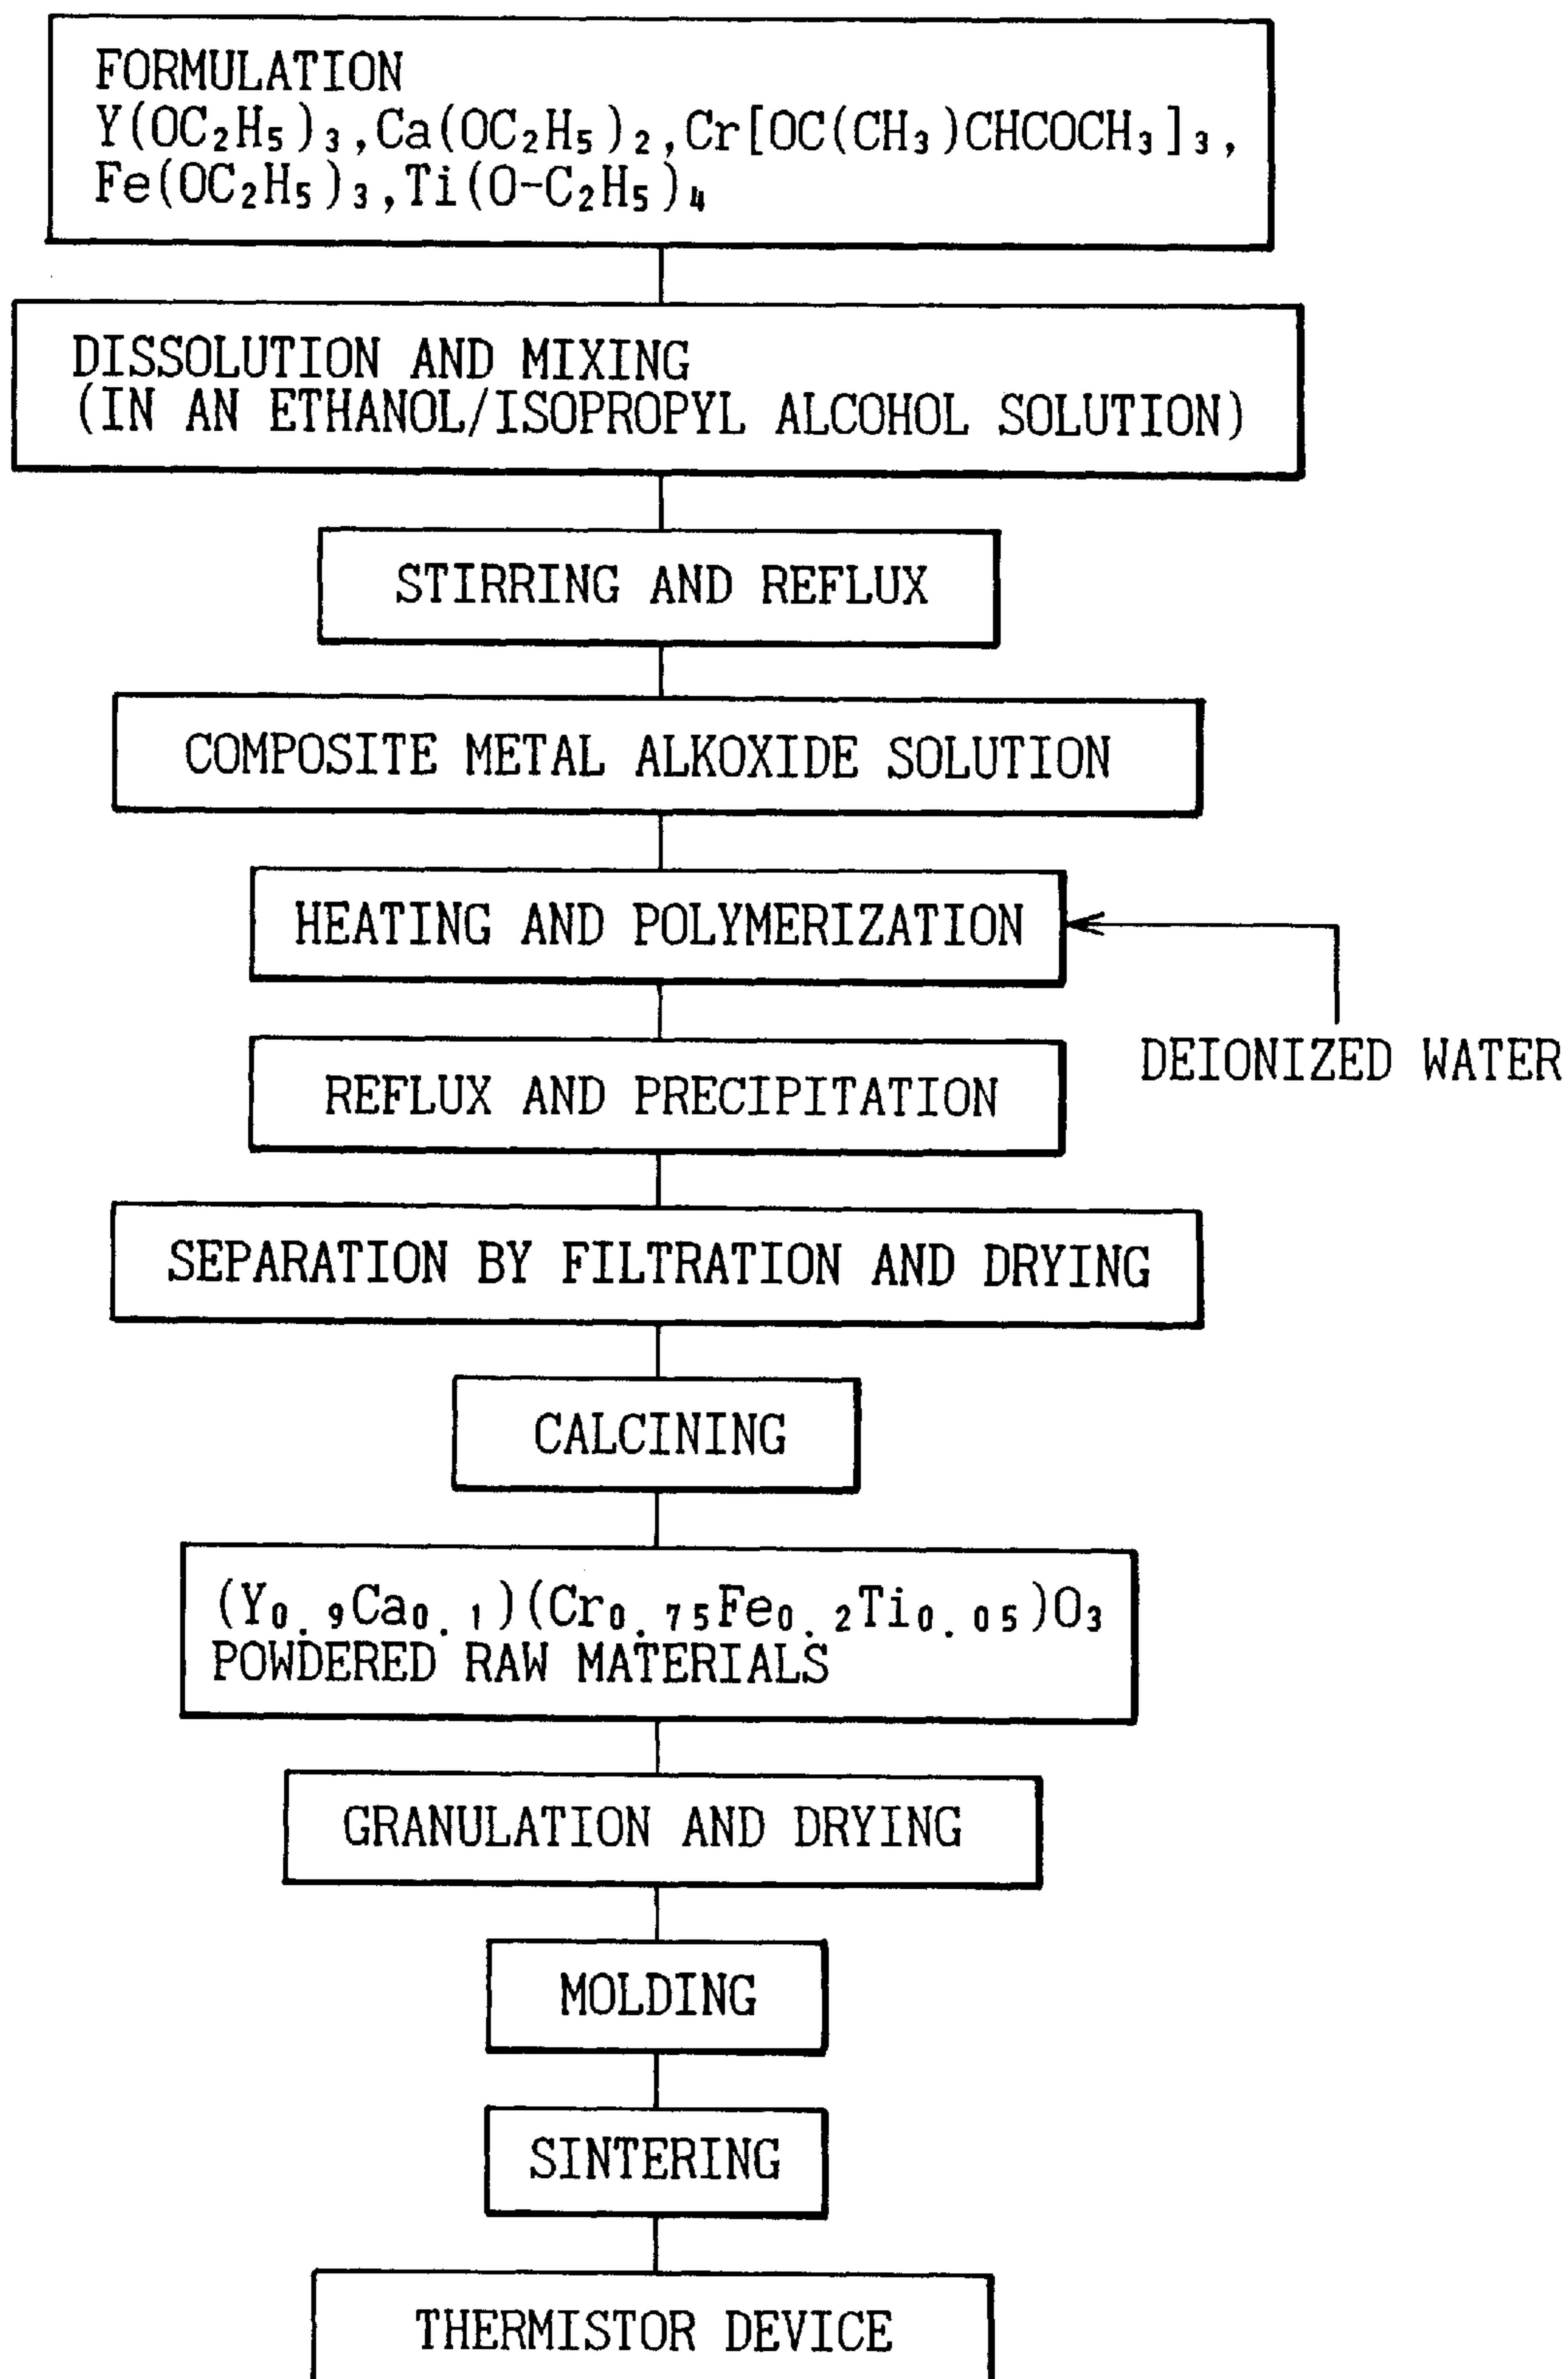 FORMULATION
Y(OC₂H₅)₃,Ca(OC₂H₅)₂,Cr[OC(CH₃)CHCOCH₃]₃,
Fe(OC₂H₅)₃,Ti(O-C₂H₅)₄
DISSOLUTION AND MIXING
(IN AN ETHANOL/ISOPROPYL ALCOHOL SOLUTION)
STIRRING AND REFLUX
COMPOSITE METAL ALKOXIDE SOLUTION
HEATING AND POLYMERIZATION
DEIONIZED WATER
REFLUX AND PRECIPITATION
SEPARATION BY FILTRATION AND DRYING
CALCINING
(Y₀.₉Ca₀.₁)(Cr₀.₇₅Fe₀.₂Ti₀.₀₅)O₃
POWDERED RAW MATERIALS
GRANULATION AND DRYING
MOLDING
SINTERING
THERMISTOR DEVICE